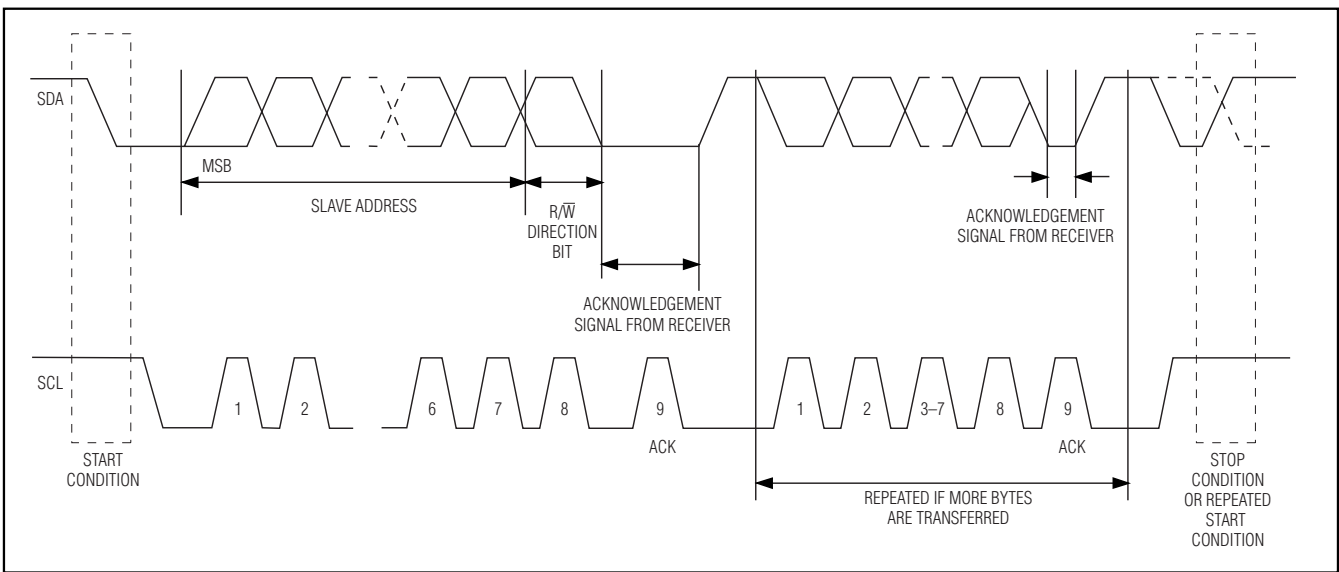 SDA
MSB
SLAVE ADDRESS
R/W̅
DIRECTION
BIT
ACKNOWLEDGEMENT
SIGNAL FROM RECEIVER
ACKNOWLEDGEMENT
SIGNAL FROM RECEIVER
SCL
1 2 6 7 8 9 1 2 3–7 8 9
ACK ACK
START
CONDITION
REPEATED IF MORE BYTES
ARE TRANSFERRED
STOP
CONDITION
OR REPEATED
START
CONDITION